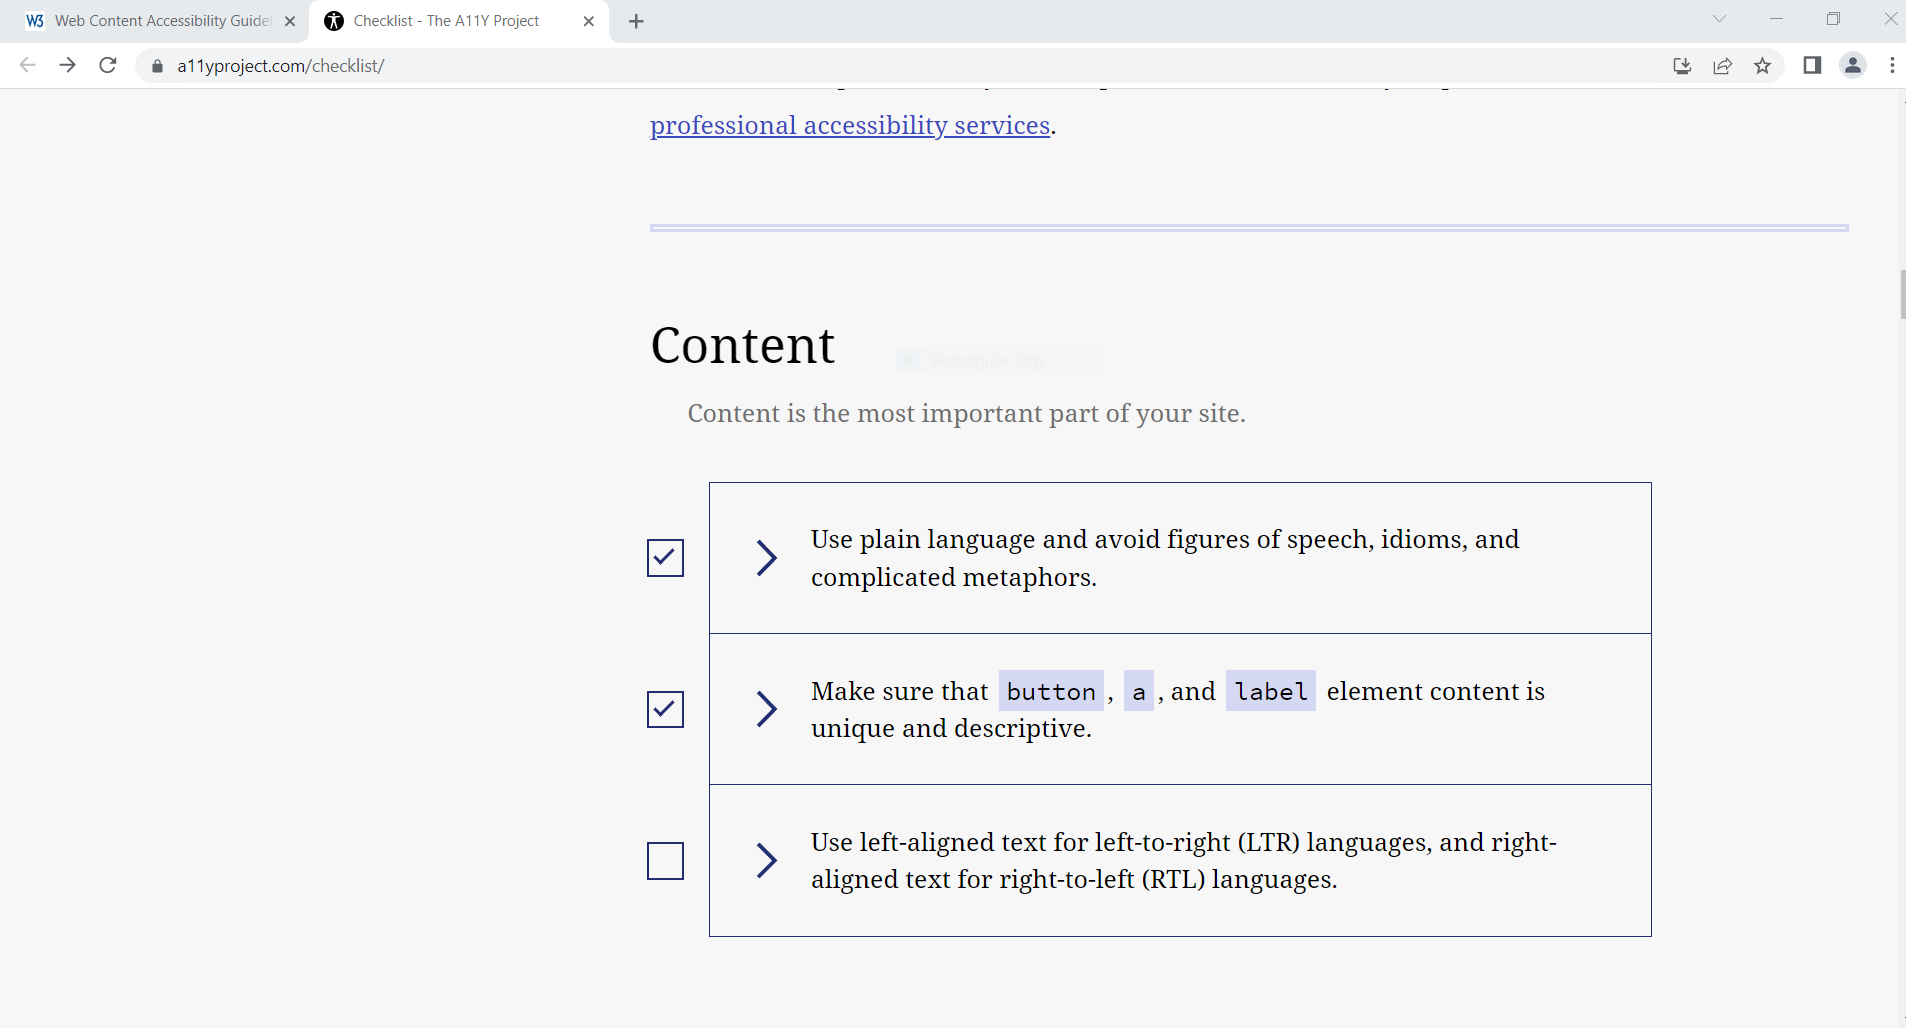 Web Content Accessibility Guide
Checklist - The A11Y Project
a11yproject.com/checklist/
professional accessibility services.
Content
Rectangular Snip
Content is the most important part of your site.
Use plain language and avoid figures of speech, idioms, and
complicated metaphors.
Make sure that button, a, and label element content is
unique and descriptive.
Use left-aligned text for left-to-right (LTR) languages, and right-
aligned text for right-to-left (RTL) languages.